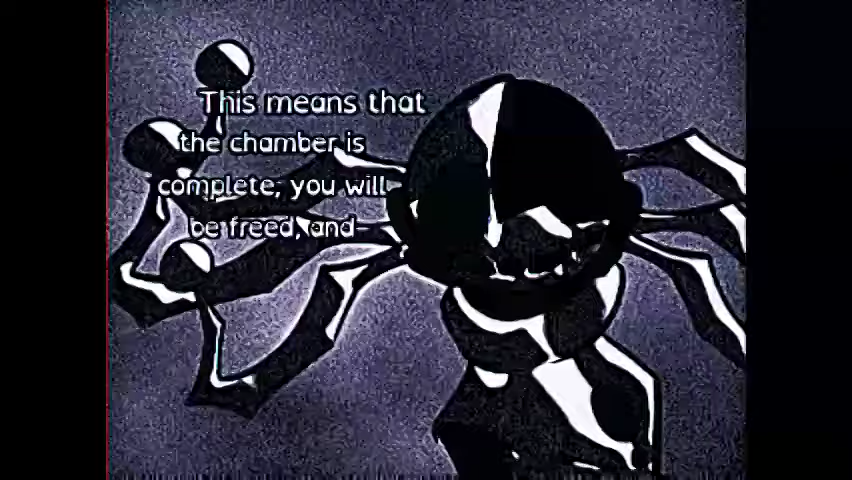 This means that
the chamber is
complete; you will
be freed, and—